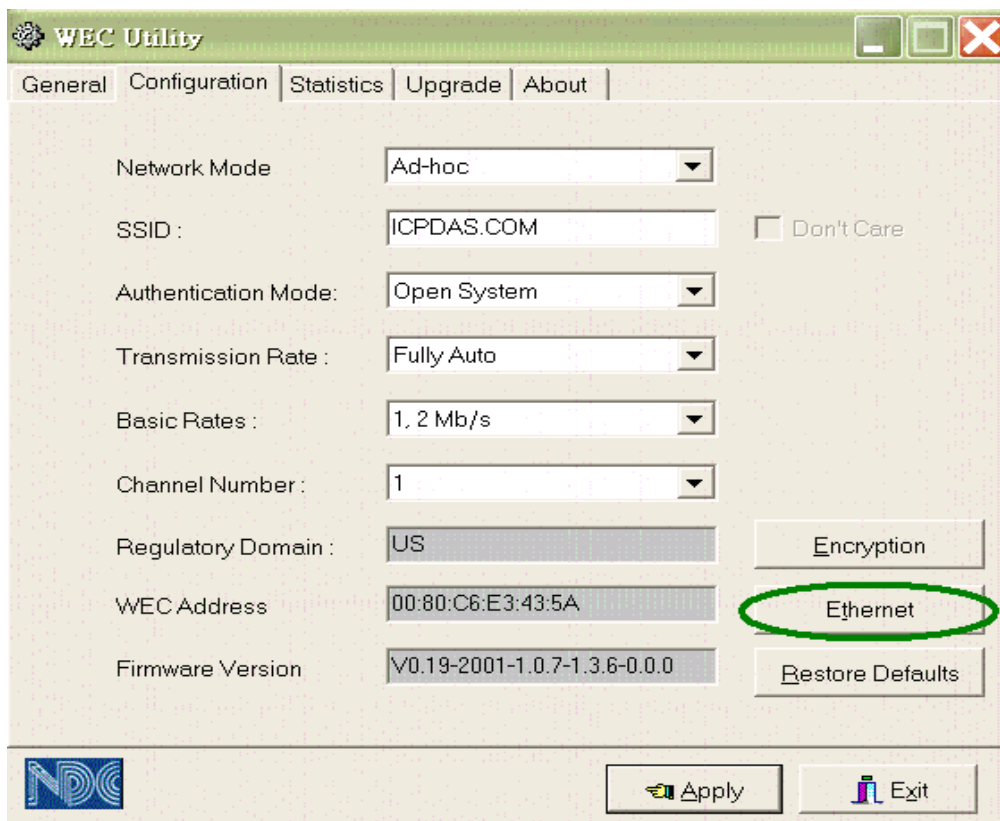 WEC Utility
General Configuration Statistics Upgrade About
Network Mode Ad-hoc
SSID : ICPDAS.COM Don't Care
Authentication Mode: Open System
Transmission Rate : Fully Auto
Basic Rates : 1, 2 Mb/s
Channel Number : 1
Regulatory Domain : US Encryption
WEC Address 00:80:C6:E3:43:5A Ethernet
Firmware Version V0.19-2001-1.0.7-1.3.6-0.0.0 Restore Defaults
NDC Apply Exit